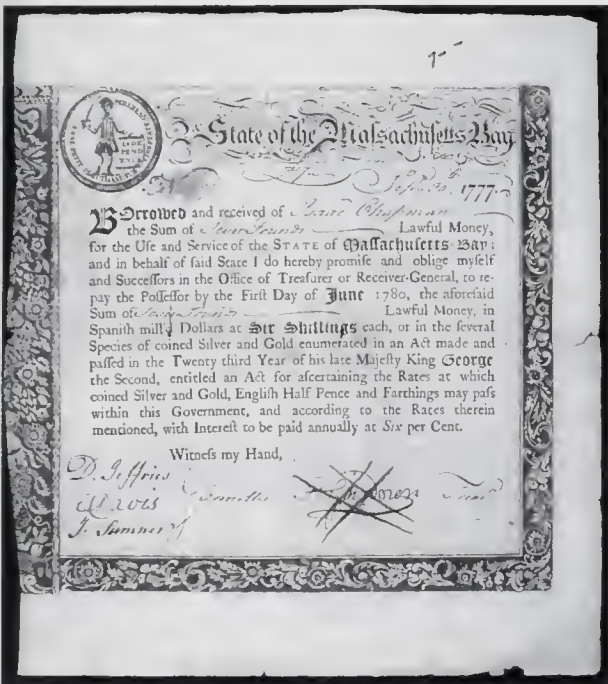 State of the Maſsachuſetts Bay
1777.
BOrrowed and received of Isaac Chapman
the Sum of Seven Pounds Lawful Money,
for the Uſe and Service of the STATE of Maſſachuſetts-Bay;
and in behalf of ſaid State I do hereby promiſe and oblige myſelf
and Succeſſors in the Office of Treaſurer or Receiver-General, to re-
pay the Poſſeſſor by the Firſt Day of June 1780, the aforeſaid
Sum of Seven Pounds Lawful Money, in
Spaniſh mill'd Dollars at Six Shillings each, or in the ſeveral
Species of coined Silver and Gold enumerated in an Act made and
paſſed in the Twenty third Year of his late Majeſty King George
the Second, entitled an Act for aſcertaining the Rates at which
coined Silver and Gold, Engliſh Half Pence and Farthings may paſs
within this Government, and according to the Rates therein
mentioned, with Intereſt to be paid annually at Six per Cent.
Witneſs my Hand,
D. Jeffries
J. Sumner